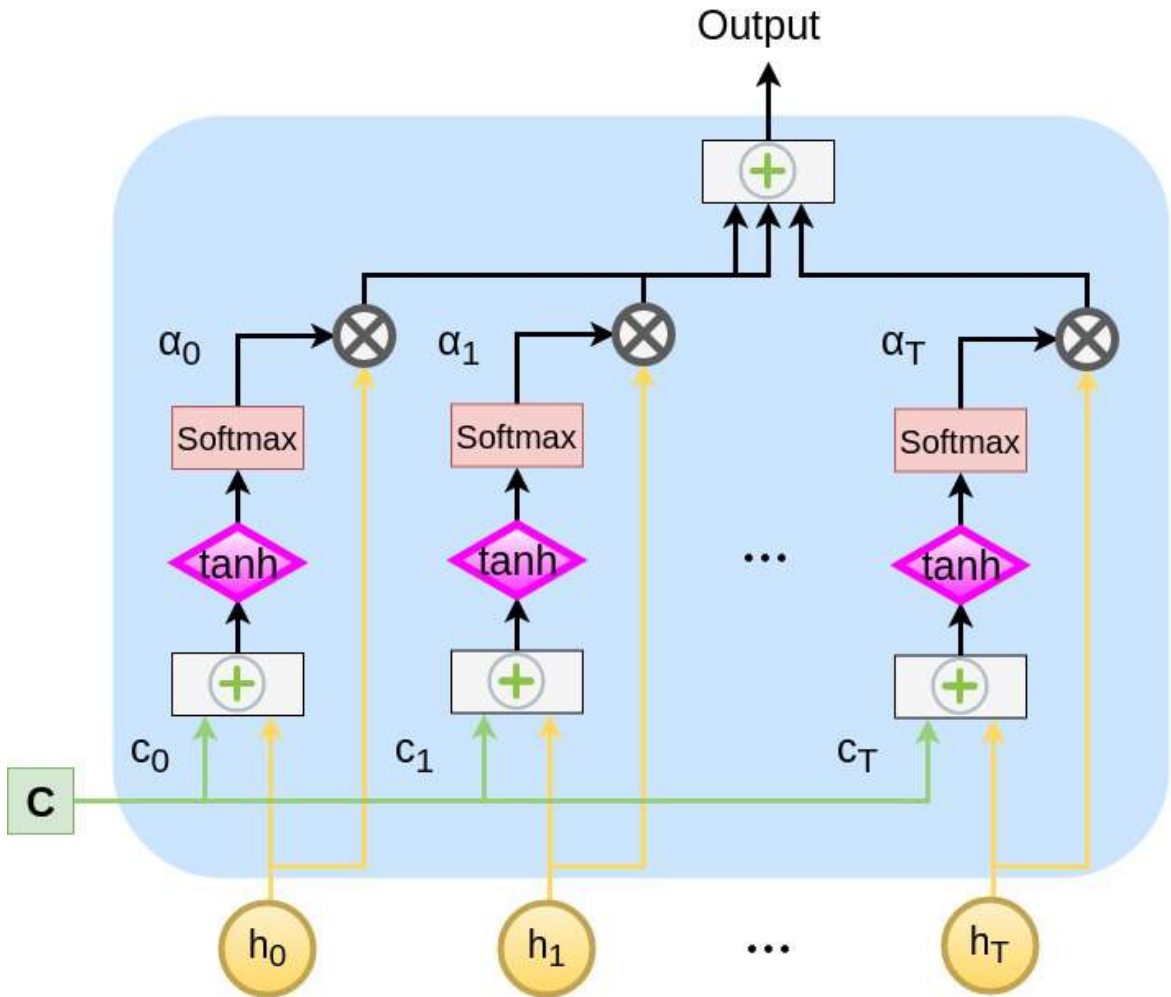 Output
α0 α1 αT
Softmax Softmax Softmax
tanh tanh ... tanh
c0 c1 cT
C
h0 h1 ... hT